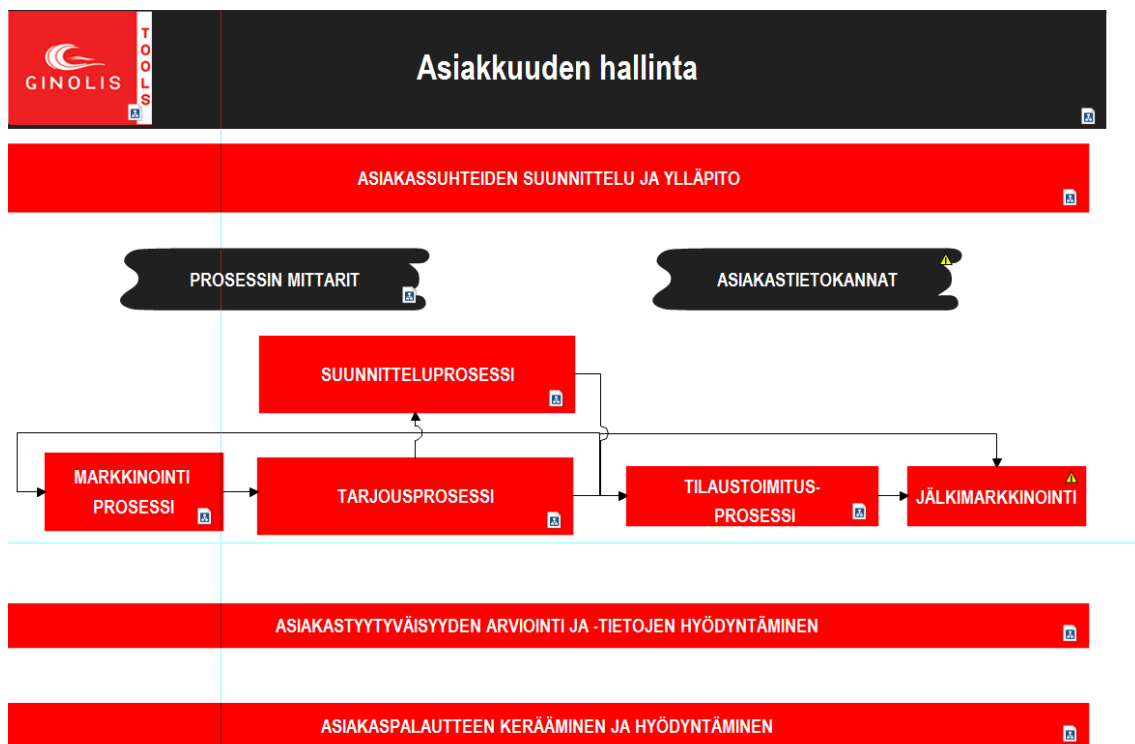 GINOLIS
TOOLS
Asiakkuuden hallinta
ASIAKASSUHTEIDEN SUUNNITTELU JA YLLÄPITO
PROSESSIN MITTARIT
ASIAKASTIETOKANNAT
SUUNNITTELUPROSESSI
MARKKINOINTI
PROSESSI
TARJOUSPROSESSI
TILAUSTOIMITUS-
PROSESSI
JÄLKIMARKKINOINTI
ASIAKASTYYTYVÄISYYDEN ARVIOINTI JA -TIETOJEN HYÖDYNTÄMINEN
ASIAKASPALAUTTEEN KERÄÄMINEN JA HYÖDYNTÄMINEN